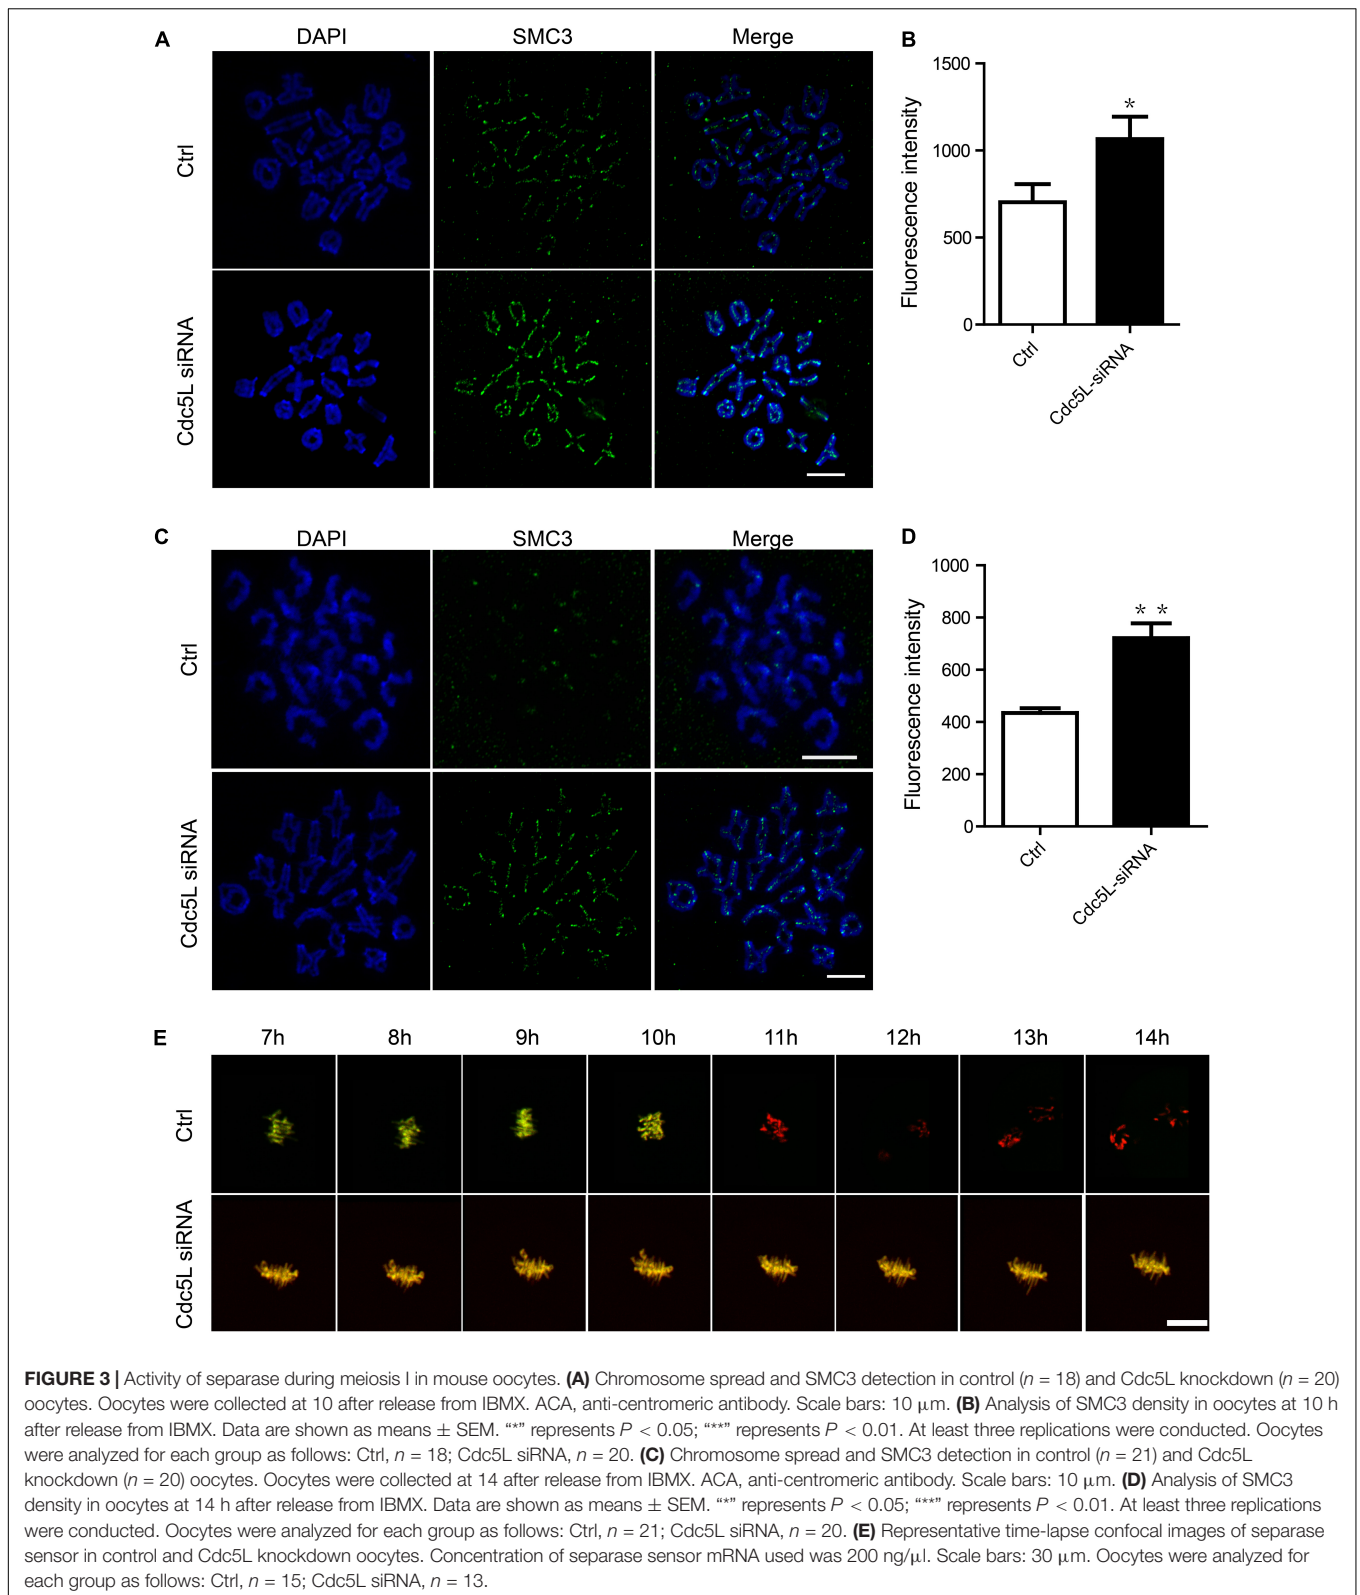 A
DAPI
SMC3
Merge
Ctrl
Cdc5L siRNA
B
Fluorescence intensity
1500
1000
500
0
*
Ctrl
Cdc5L-siRNA
C
DAPI
SMC3
Merge
Ctrl
Cdc5L siRNA
D
Fluorescence intensity
1000
800
600
400
200
0
* *
Ctrl
Cdc5L-siRNA
E
7h 8h 9h 10h 11h 12h 13h 14h
Ctrl
Cdc5L siRNA
FIGURE 3 | Activity of separase during meiosis I in mouse oocytes. (A) Chromosome spread and SMC3 detection in control (n = 18) and Cdc5L knockdown (n = 20)
oocytes. Oocytes were collected at 10 after release from IBMX. ACA, anti-centromeric antibody. Scale bars: 10 μm. (B) Analysis of SMC3 density in oocytes at 10 h
after release from IBMX. Data are shown as means ± SEM. “*” represents P < 0.05; “**” represents P < 0.01. At least three replications were conducted. Oocytes
were analyzed for each group as follows: Ctrl, n = 18; Cdc5L siRNA, n = 20. (C) Chromosome spread and SMC3 detection in control (n = 21) and Cdc5L
knockdown (n = 20) oocytes. Oocytes were collected at 14 after release from IBMX. ACA, anti-centromeric antibody. Scale bars: 10 μm. (D) Analysis of SMC3
density in oocytes at 14 h after release from IBMX. Data are shown as means ± SEM. “*” represents P < 0.05; “**” represents P < 0.01. At least three replications
were conducted. Oocytes were analyzed for each group as follows: Ctrl, n = 21; Cdc5L siRNA, n = 20. (E) Representative time-lapse confocal images of separase
sensor in control and Cdc5L knockdown oocytes. Concentration of separase sensor mRNA used was 200 ng/μl. Scale bars: 30 μm. Oocytes were analyzed for
each group as follows: Ctrl, n = 15; Cdc5L siRNA, n = 13.